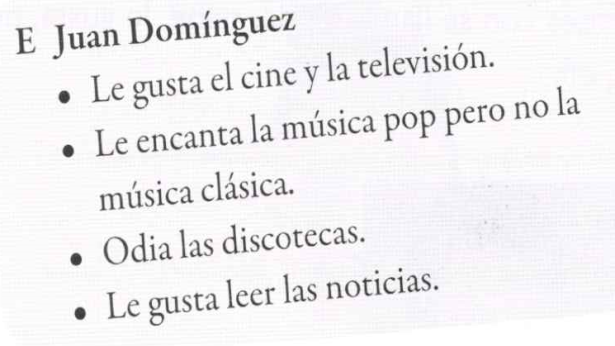 E Juan Domínguez
• Le gusta el cine y la televisión.
• Le encanta la música pop pero no la
música clásica.
• Odia las discotecas.
• Le gusta leer las noticias.